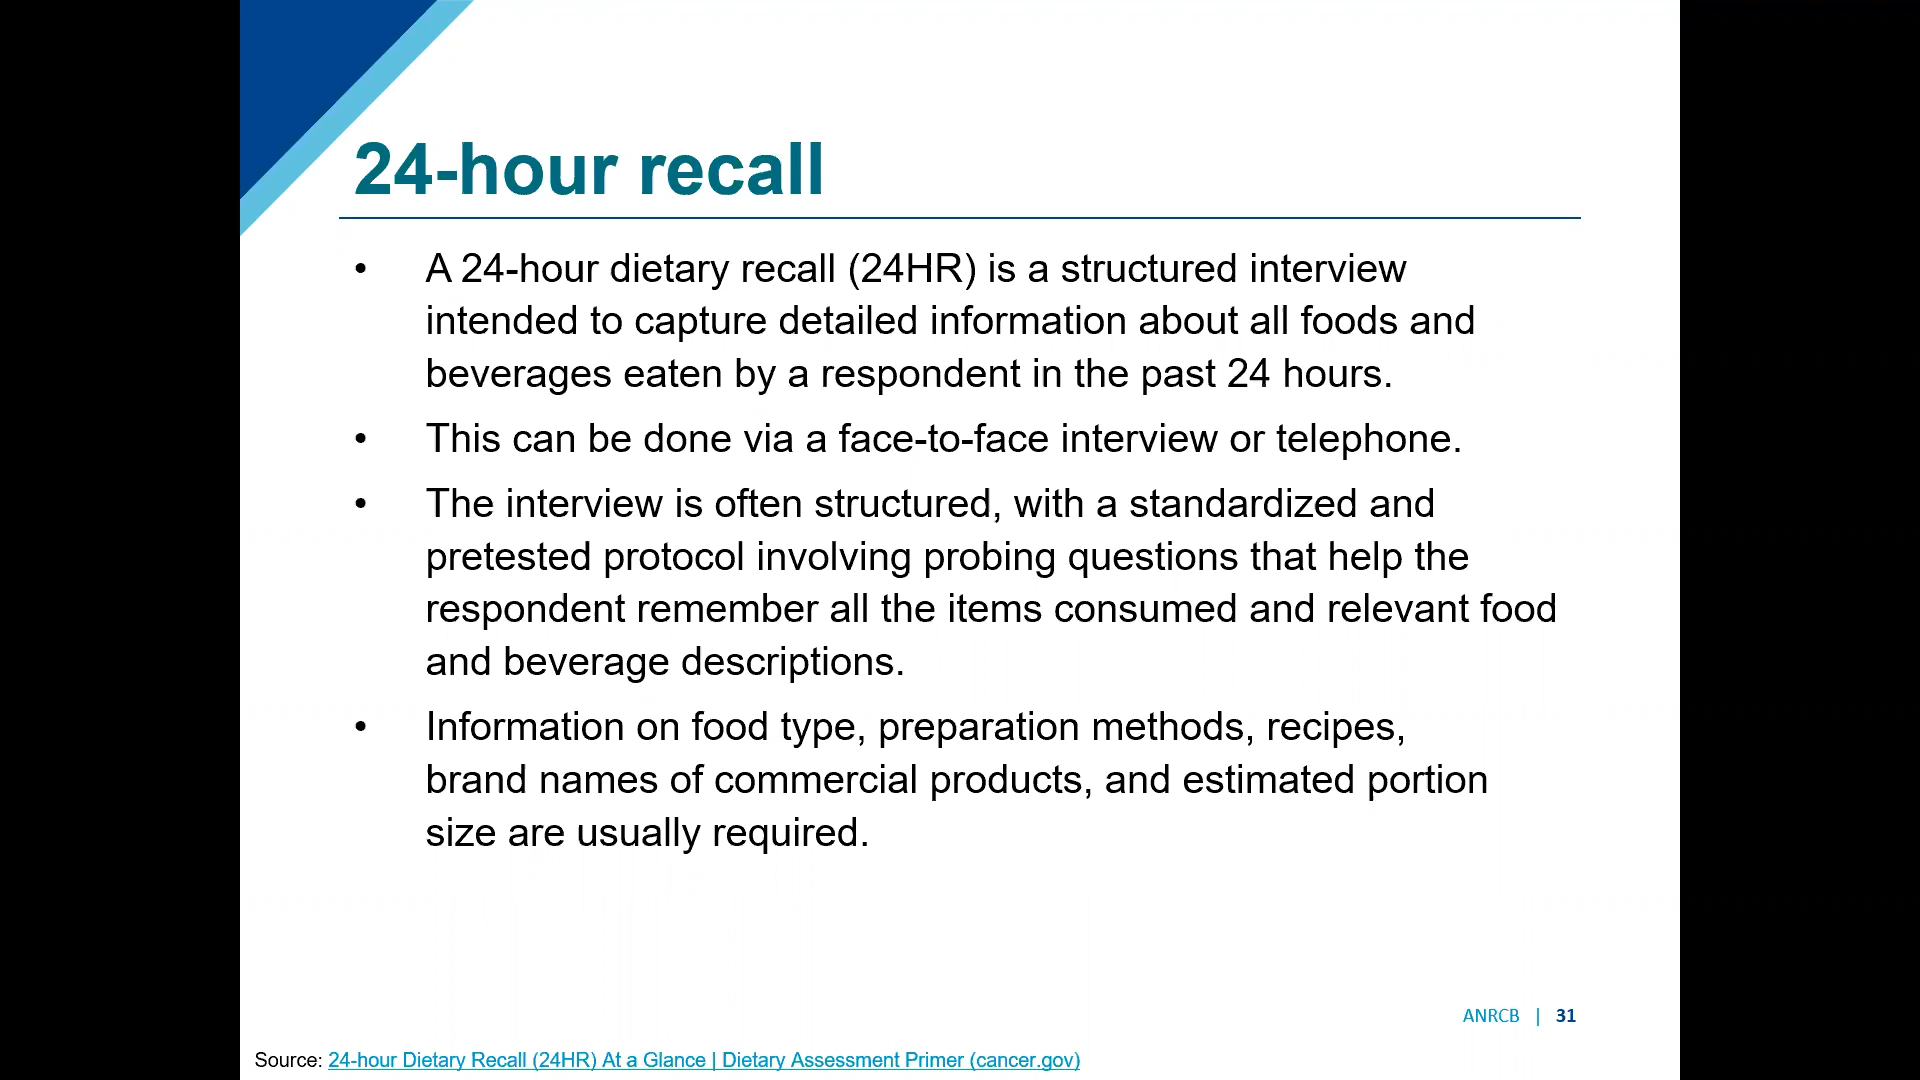 24-hour recall
• A 24-hour dietary recall (24HR) is a structured interview
intended to capture detailed information about all foods and
beverages eaten by a respondent in the past 24 hours.
• This can be done via a face-to-face interview or telephone.
• The interview is often structured, with a standardized and
pretested protocol involving probing questions that help the
respondent remember all the items consumed and relevant food
and beverage descriptions.
• Information on food type, preparation methods, recipes,
brand names of commercial products, and estimated portion
size are usually required.
ANRCB | 31
Source: 24-hour Dietary Recall (24HR) At a Glance | Dietary Assessment Primer (cancer.gov)